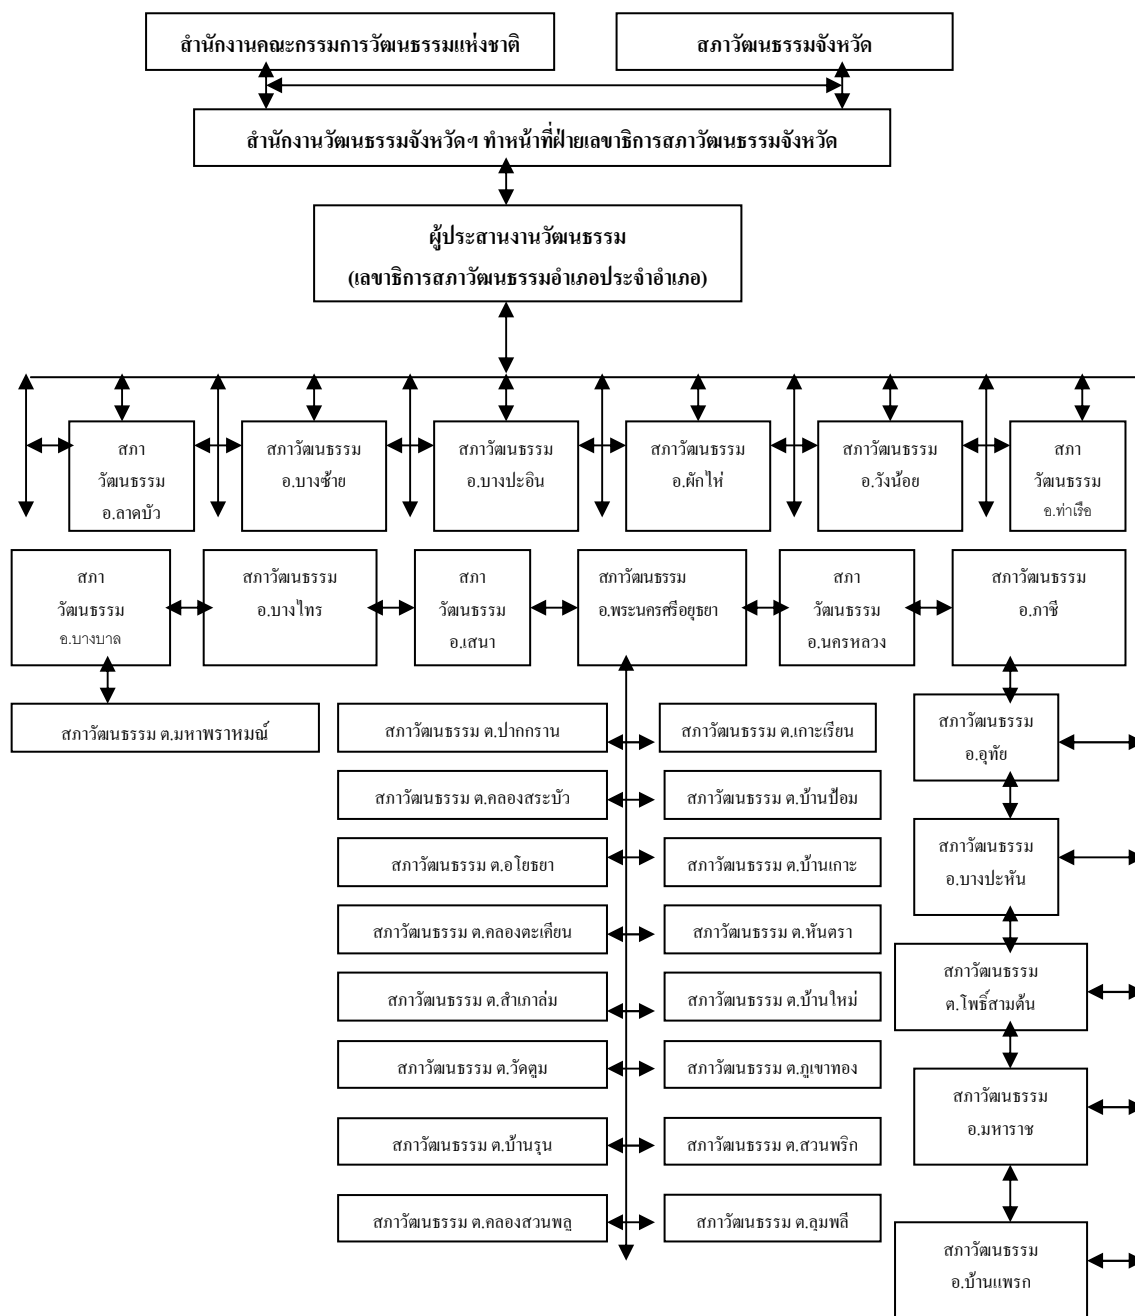 สำนักงานคณะกรรมการวัฒนธรรมแห่งชาติ
สภาวัฒนธรรมจังหวัด
สำนักงานวัฒนธรรมจังหวัดฯ ทำหน้าที่ฝ่ายเลขาธิการสภาวัฒนธรรมจังหวัด
ผู้ประสานงานวัฒนธรรม
(เลขาธิการสภาวัฒนธรรมอำเภอประจำอำเภอ)
สภา
วัฒนธรรม
อ.ลาดบัว
สภาวัฒนธรรม
อ.บางซ้าย
สภาวัฒนธรรม
อ.บางปะอิน
สภาวัฒนธรรม
อ.ผักไห่
สภาวัฒนธรรม
อ.วังน้อย
สภา
วัฒนธรรม
อ.ท่าเรือ
สภา
วัฒนธรรม
อ.บางบาล
สภาวัฒนธรรม
อ.บางไทร
สภา
วัฒนธรรม
อ.เสนา
สภาวัฒนธรรม
อ.พระนครศรีอยุธยา
สภา
วัฒนธรรม
อ.นครหลวง
สภาวัฒนธรรม
อ.ภาชี
สภาวัฒนธรรม ต.มหาพราหมณ์
สภาวัฒนธรรม ต.ปากกราน
สภาวัฒนธรรม ต.เกาะเรียน
สภาวัฒนธรรม
อ.อุทัย
สภาวัฒนธรรม ต.คลองสระบัว
สภาวัฒนธรรม ต.บ้านป้อม
สภาวัฒนธรรม ต.อโยธยา
สภาวัฒนธรรม ต.บ้านเกาะ
สภาวัฒนธรรม
อ.บางปะหัน
สภาวัฒนธรรม ต.คลองตะเคียน
สภาวัฒนธรรม ต.หันตรา
สภาวัฒนธรรม
ต.โพธิ์สามต้น
สภาวัฒนธรรม ต.สำเภาล่ม
สภาวัฒนธรรม ต.บ้านใหม่
สภาวัฒนธรรม ต.วัดตูม
สภาวัฒนธรรม ต.ภูเขาทอง
สภาวัฒนธรรม
อ.มหาราช
สภาวัฒนธรรม ต.บ้านรุน
สภาวัฒนธรรม ต.สวนพริก
สภาวัฒนธรรม ต.คลองสวนพลู
สภาวัฒนธรรม ต.ลุมพลี
สภาวัฒนธรรม
อ.บ้านแพรก